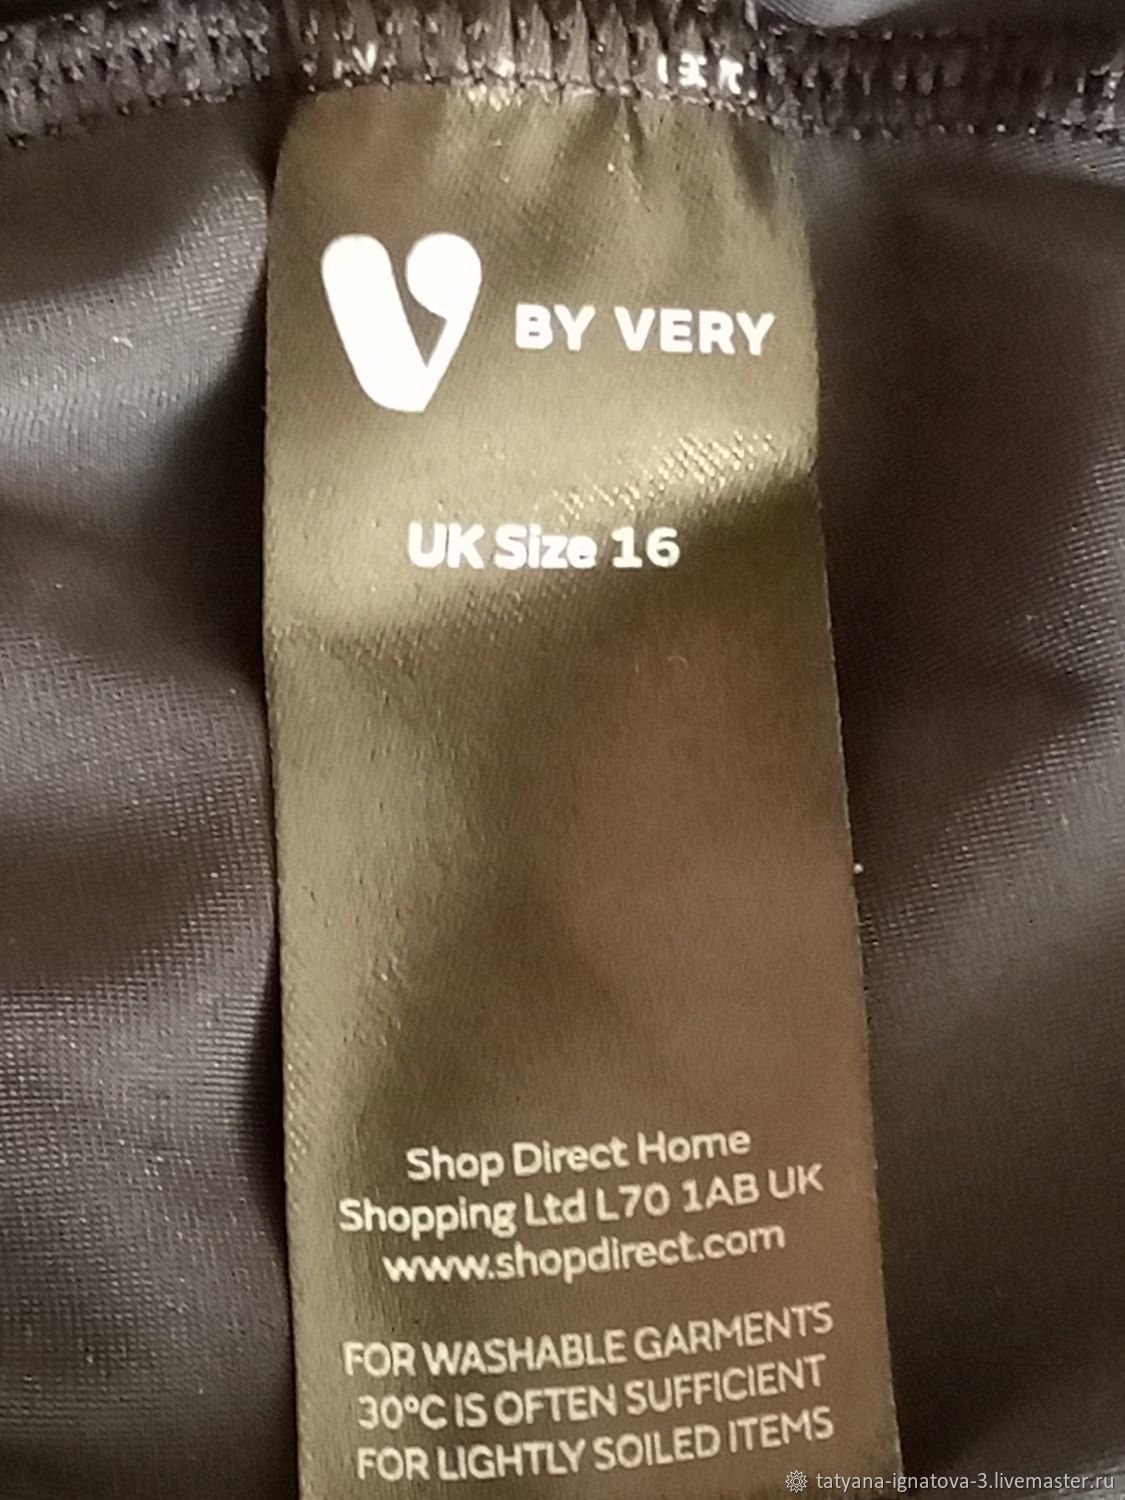 V BY VERY
UK Size 16
Shop Direct Home
Shopping Ltd L70 1AB UK
www.shopdirect.com
FOR WASHABLE GARMENTS
30°C IS OFTEN SUFFICIENT
FOR LIGHTLY SOILED ITEMS
tatyana-ignatova-3.livemaster.ru